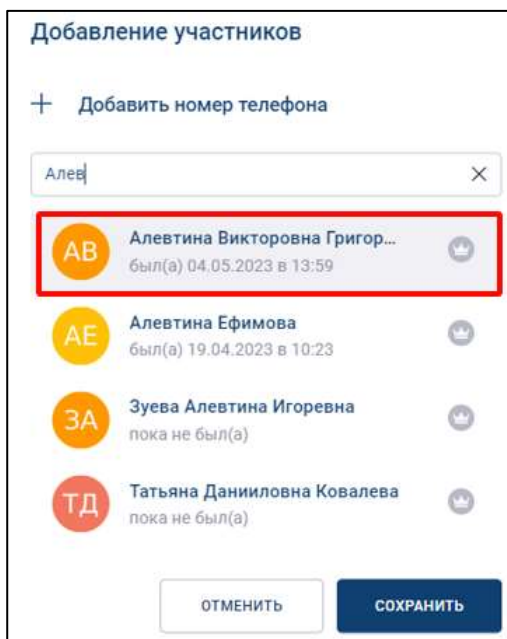 Добавление участников
+ Добавить номер телефона
Алев
АВ
Алевтина Викторовна Григор...
был(а) 04.05.2023 в 13:59
АЕ
Алевтина Ефимова
был(а) 19.04.2023 в 10:23
ЗА
Зуева Алевтина Игоревна
пока не был(а)
ТД
Татьяна Данииловна Ковалева
пока не был(а)
ОТМЕНИТЬ
СОХРАНИТЬ